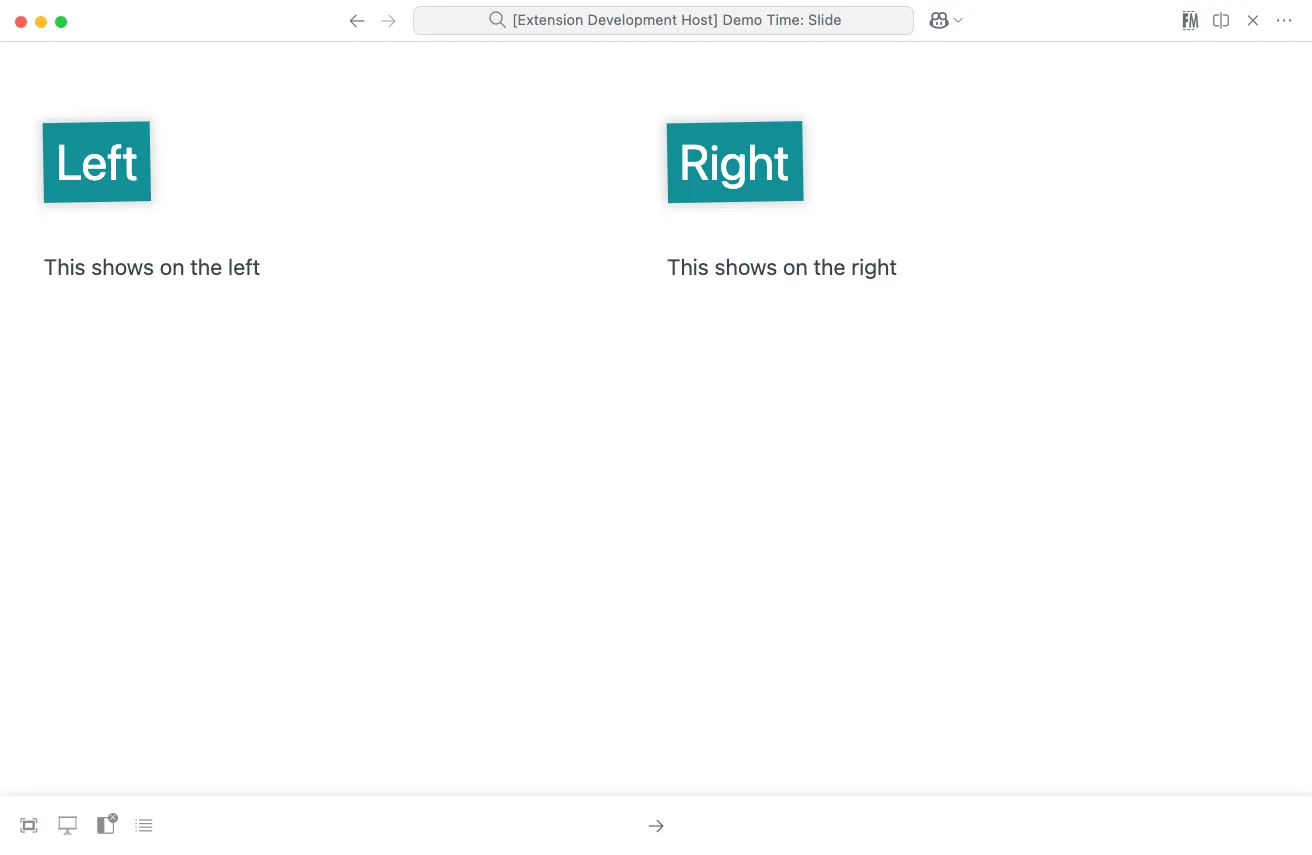 [Extension Development Host] Demo Time: Slide
FM
Left
This shows on the left
Right
This shows on the right